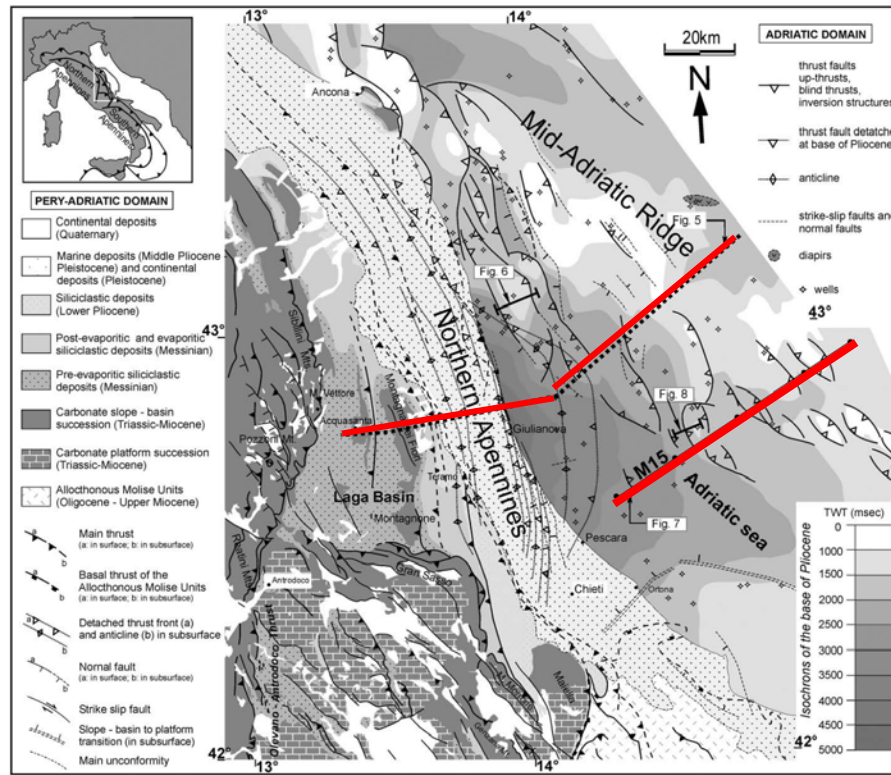 13°
14°
20km
N
ADRIATIC DOMAIN
thrust faults
up-thrusts,
blind thrusts,
inversion structures
thrust fault detatched
at base of Pliocene
anticline
strike-slip faults and
normal faults
diapirs
wells
43°
Northern
Apennines
Southern
Apennines
PERY-ADRIATIC DOMAIN
Continental deposits
(Quaternary)
Marine deposits (Middle Pliocene
Pleistocene) and continental
deposits (Pleistocene)
Siliciclastic deposits
(Lower Pliocene)
Post-evaporitic and evaporitic
siliciclastic deposits (Messinian)
Pre-evaporitic siliciclastic
deposits (Messinian)
Carbonate slope - basin
succession (Triassic-Miocene)
Carbonate platform succession
(Triassic-Miocene)
Allocthonous Molise Units
(Oligocene - Upper Miocene)
a
b
Main thrust
(a: in surface; b: in subsurface)
a
b
Basal thrust of the
Allocthonous Molise Units
(a: in surface; b: in subsurface)
a
b
Detached thrust front (a)
and anticline (b) in subsurface
a
b
Normal fault
(a: in surface; b: in subsurface)
Strike slip fault
Slope - basin to platform
transition (in subsurface)
Main unconformity
Ancona
Mid-Adriatic Ridge
Fig. 5
Fig. 6
43°
Sibillini Mts
Northern Apenmines
M. Vettore
Acquasanta
Pozzoni Mt.
Giulianova
Fig. 8
M15
Adriatic sea
Fig. 7
Teramo
Laga Basin
Montagnone
Pescara
Gran Sasso
Antrodoco
Chieti
Ortona
Olevano - Antrodoco Thrust
Maiella
42°
13°
14°
42°
TWT (msec)
0
1000
2000
2500
3000
3500
4000
4500
5000
Isochrons of the base of Pliocene